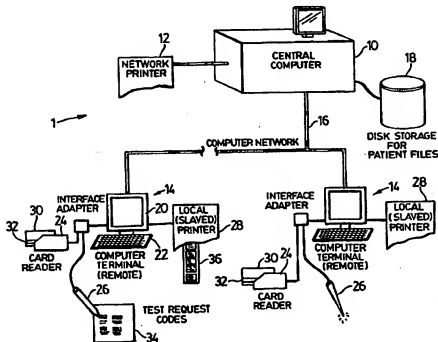 12
NETWORK
PRINTER
CENTRAL
COMPUTER
10
18
DISK STORAGE
FOR
PATIENT FILES
1
16
COMPUTER NETWORK
INTERFACE
ADAPTER
14
20
LOCAL
(SLAVED)
PRINTER
28
30
24
32
CARD
READER
COMPUTER
TERMINAL
(REMOTE)
22
36
26
TEST REQUEST
CODES
34
INTERFACE
ADAPTER
14
LOCAL
(SLAVED)
PRINTER
28
30
24
32
CARD
READER
COMPUTER
TERMINAL
(REMOTE)
26